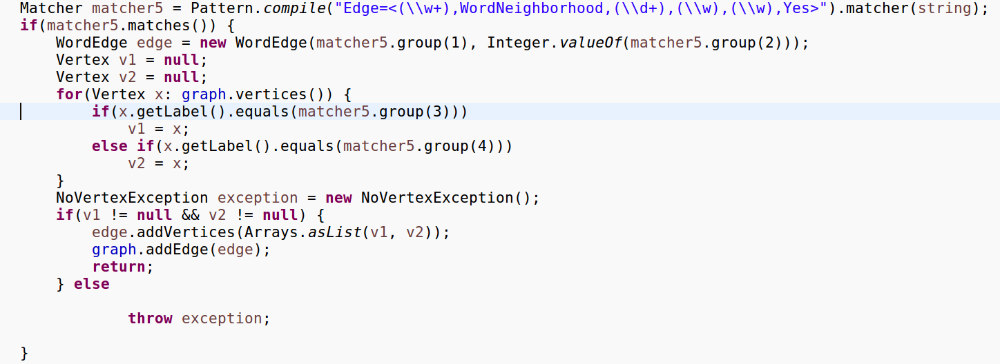 Matcher matcher5 = Pattern.compile("Edge=<(\\w+),WordNeighborhood,(\\d+),(\\w),(\\w),Yes>").matcher(string);
if(matcher5.matches()) {
    WordEdge edge = new WordEdge(matcher5.group(1), Integer.valueOf(matcher5.group(2)));
    Vertex v1 = null;
    Vertex v2 = null;
    for(Vertex x: graph.vertices()) {
        if(x.getLabel().equals(matcher5.group(3)))
            v1 = x;
        else if(x.getLabel().equals(matcher5.group(4)))
            v2 = x;
    }
    NoVertexException exception = new NoVertexException();
    if(v1 != null && v2 != null) {
        edge.addVertices(Arrays.asList(v1, v2));
        graph.addEdge(edge);
        return;
    } else
            throw exception;
}